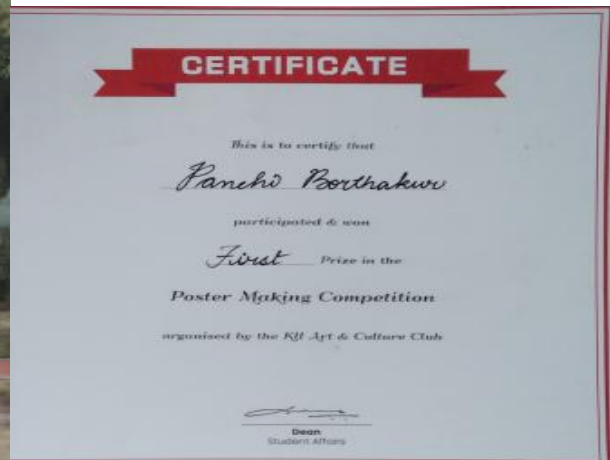 CERTIFICATE
This is to certify that
Panchi Borthakur
participated & won
First Prize in the
Poster Making Competition
organised by the Art & Culture Club
Dean
Student Affairs